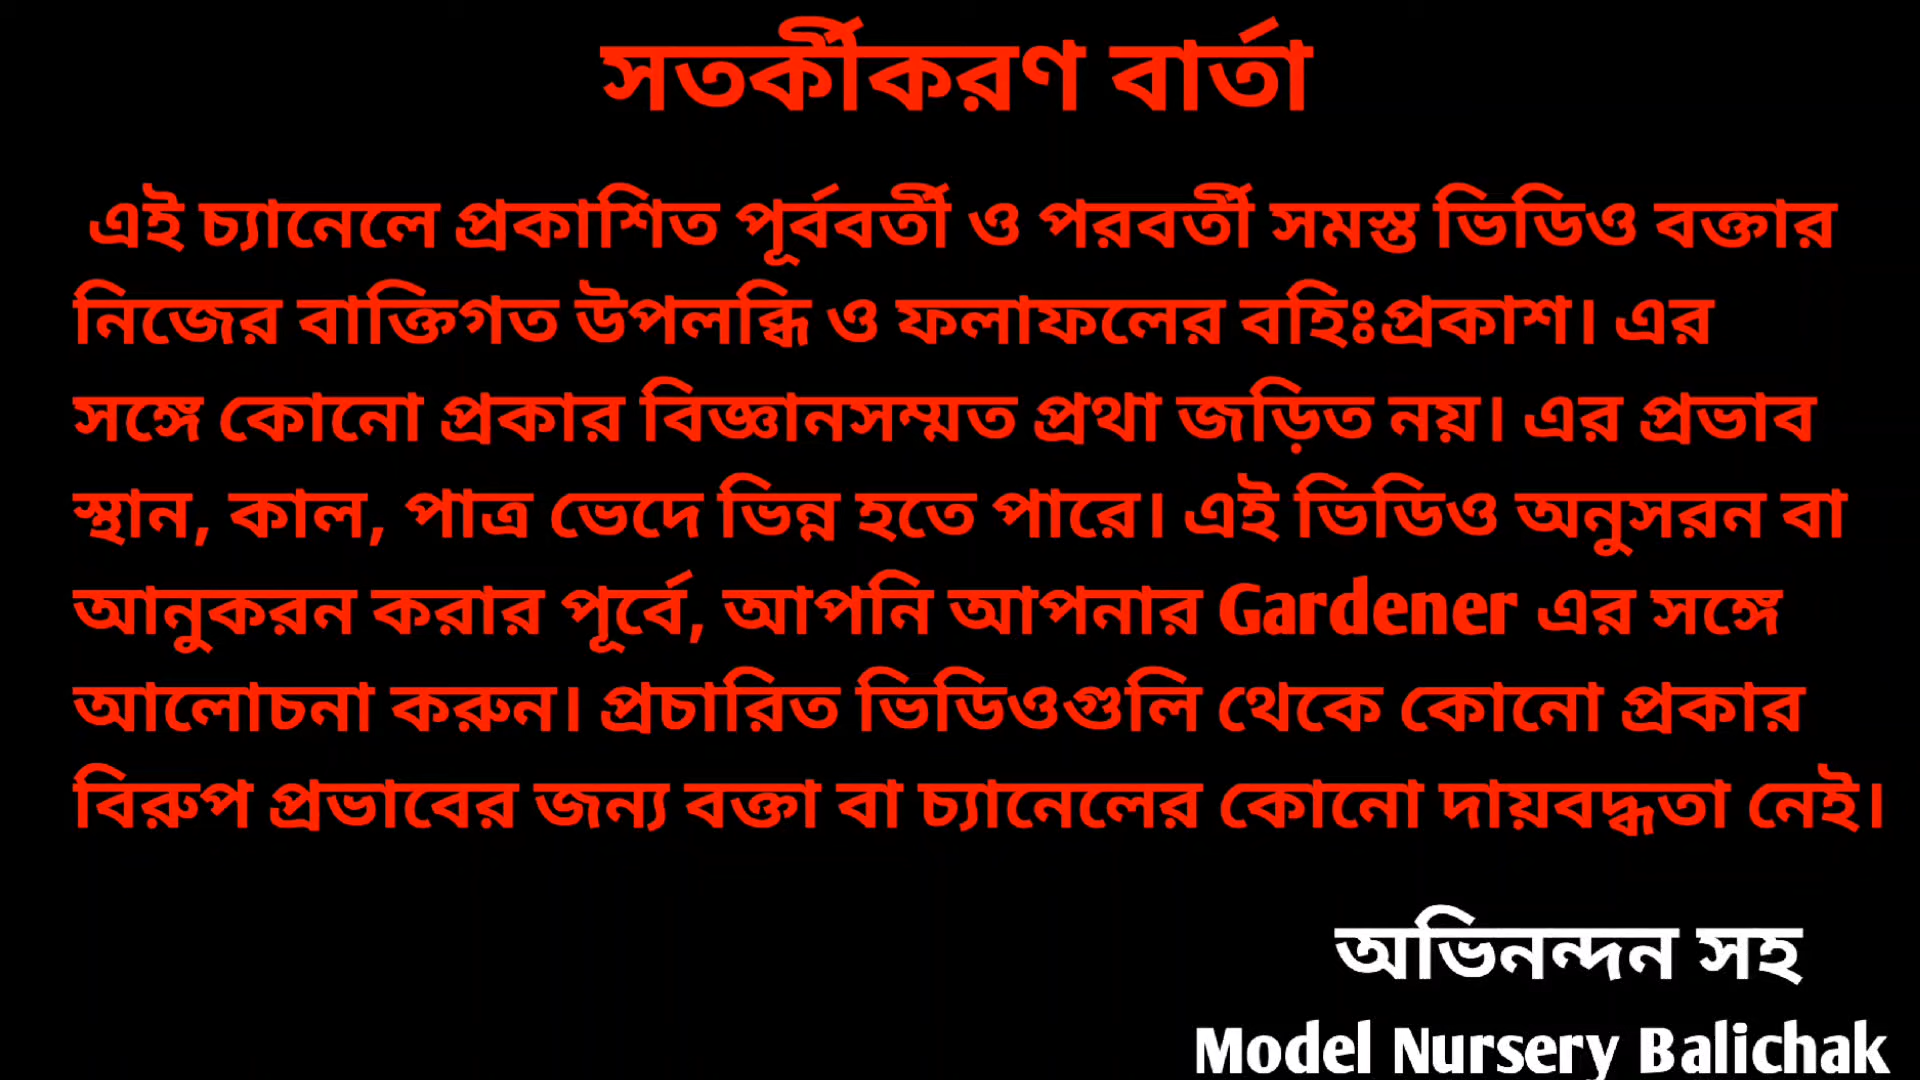 সতর্কীকরণ বার্তা
এই চ্যানেলে প্রকাশিত পূর্ববর্তী ও পরবর্তী সমস্ত ভিডিও বক্তার
নিজের বাক্তিগত উপলব্ধি ও ফলাফলের বহিঃপ্রকাশ। এর
সঙ্গে কোনো প্রকার বিজ্ঞানসম্মত প্রথা জড়িত নয়। এর প্রভাব
স্থান, কাল, পাত্র ভেদে ভিন্ন হতে পারে। এই ভিডিও অনুসরন বা
আনুকরন করার পূর্বে, আপনি আপনার Gardener এর সঙ্গে
আলোচনা করুন। প্রচারিত ভিডিওগুলি থেকে কোনো প্রকার
বিরুপ প্রভাবের জন্য বক্তা বা চ্যানেলের কোনো দায়বদ্ধতা নেই।
অভিনন্দন সহ
Model Nursery Balichak